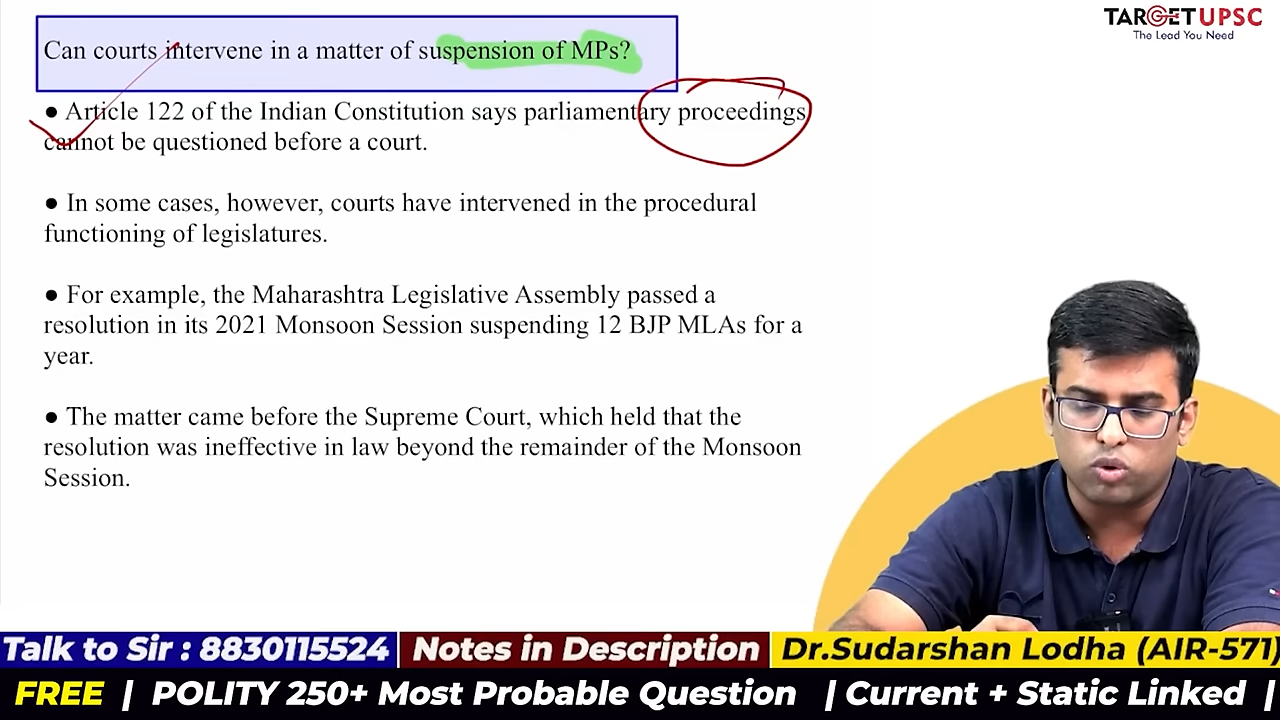 TARGET UPSC
The Lead You Need
Can courts intervene in a matter of suspension of MPs?
● Article 122 of the Indian Constitution says parliamentary proceedings
cannot be questioned before a court.
● In some cases, however, courts have intervened in the procedural
functioning of legislatures.
● For example, the Maharashtra Legislative Assembly passed a
resolution in its 2021 Monsoon Session suspending 12 BJP MLAs for a
year.
● The matter came before the Supreme Court, which held that the
resolution was ineffective in law beyond the remainder of the Monsoon
Session.
Talk to Sir : 8830115524 Notes in Description Dr.Sudarshan Lodha (AIR-571)
FREE | POLITY 250+ Most Probable Question | Current + Static Linked |